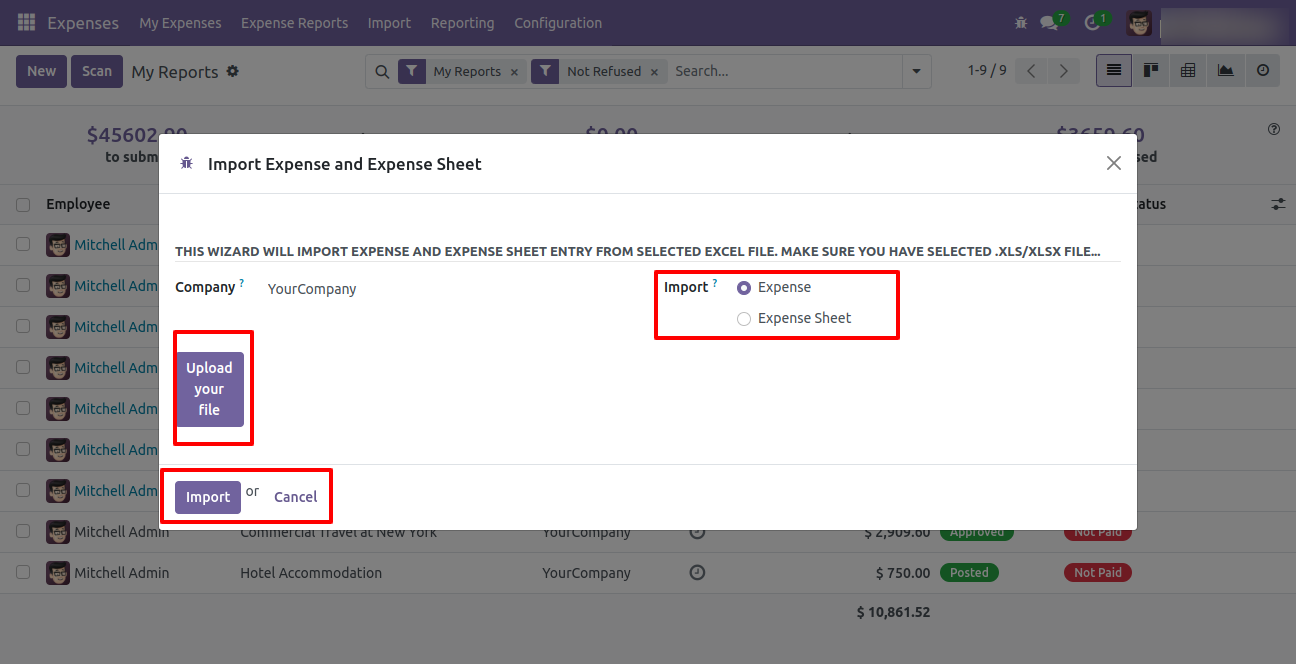 Expenses My Expenses Expense Reports Import Reporting Configuration 7 1
New Scan My Reports My Reports × Not Refused × Search... 1-9 / 9
$45602.00 $0.00 $3650.60
to subm
Import Expense and Expense Sheet
Employee
THIS WIZARD WILL IMPORT EXPENSE AND EXPENSE SHEET ENTRY FROM SELECTED EXCEL FILE. MAKE SURE YOU HAVE SELECTED .XLS/XLSX FILE...
Company ? YourCompany Import ? Expense
Expense Sheet
Upload
your
file
Mitchell Adm
Mitchell Adm
Mitchell Adm
Mitchell Adm
Mitchell Adm
Mitchell Adm
Mitchell Adm
Import or Cancel
Mitchell Admin Commercial Travel at New York YourCompany $ 2,909.60 Approved Not Paid
Mitchell Admin Hotel Accommodation YourCompany $ 750.00 Posted Not Paid
$ 10,861.52